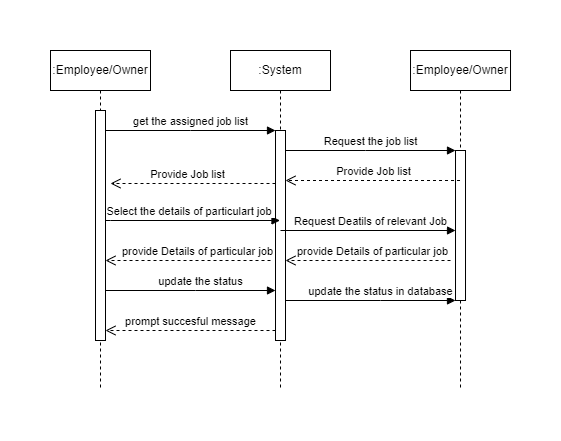 :Employee/Owner
:System
:Employee/Owner
get the assigned job list
Request the job list
Provide Job list
Provide Job list
Select the details of particulart job
Request Deatils of relevant Job
provide Details of particular job
provide Details of particular job
update the status
update the status in database
prompt succesful message